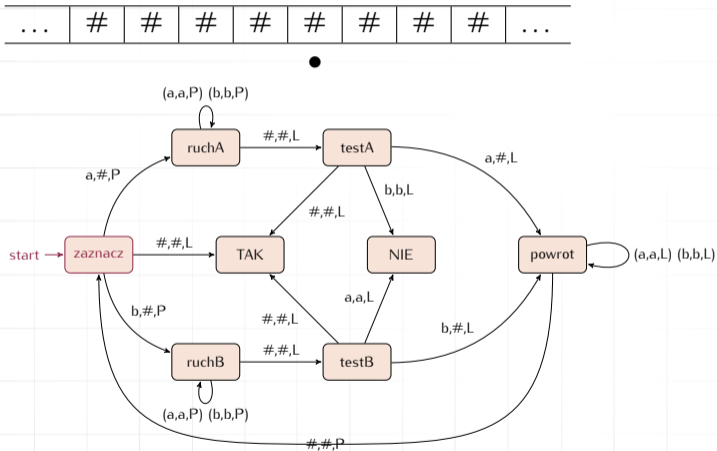 ... # # # # # # # # ...
(a,a,P) (b,b,P)
ruchA
#,#,L
testA
a,#,L
a,#,P
b,b,L
#,#,L
start
zaznacz
#,#,L
TAK
NIE
powrot
(a,a,L) (b,b,L)
b,#,P
a,a,L
#,#,L
b,#,L
ruchB
#,#,L
testB
(a,a,P) (b,b,P)
#,#,P